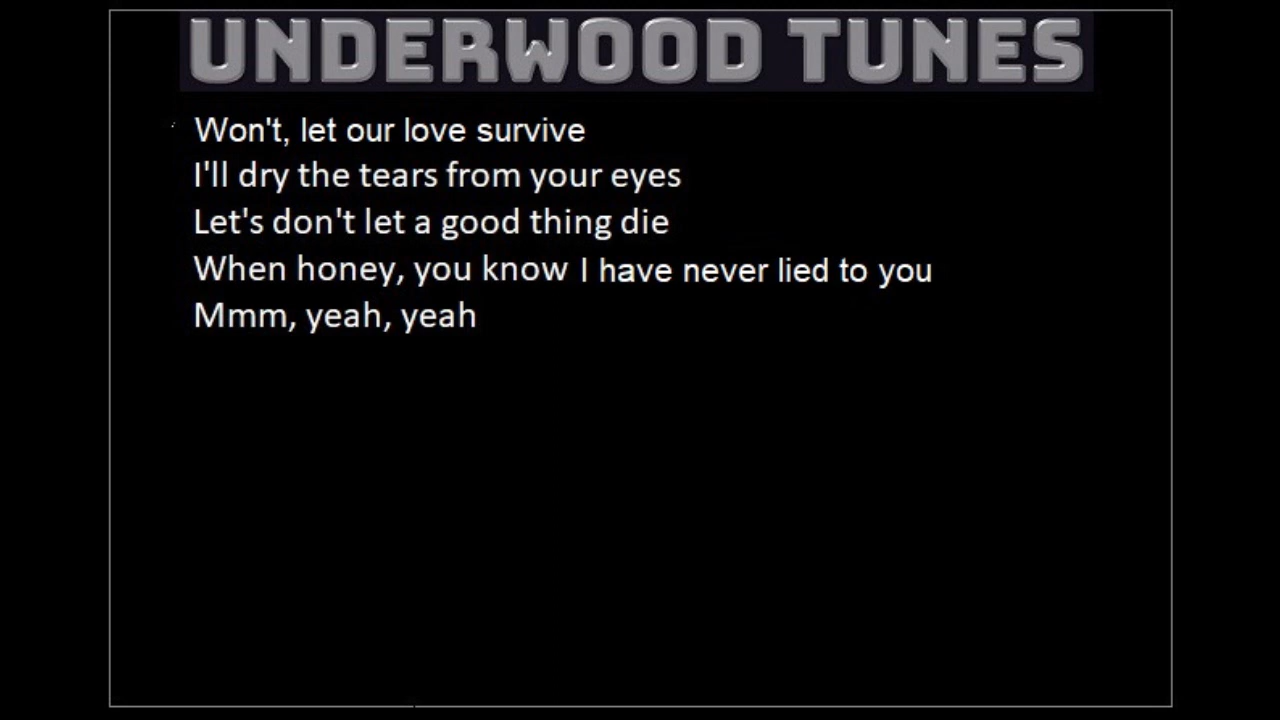 UNDERWOOD TUNES
Won't, let our love survive
I'll dry the tears from your eyes
Let's don't let a good thing die
When honey, you know I have never lied to you
Mmm, yeah, yeah